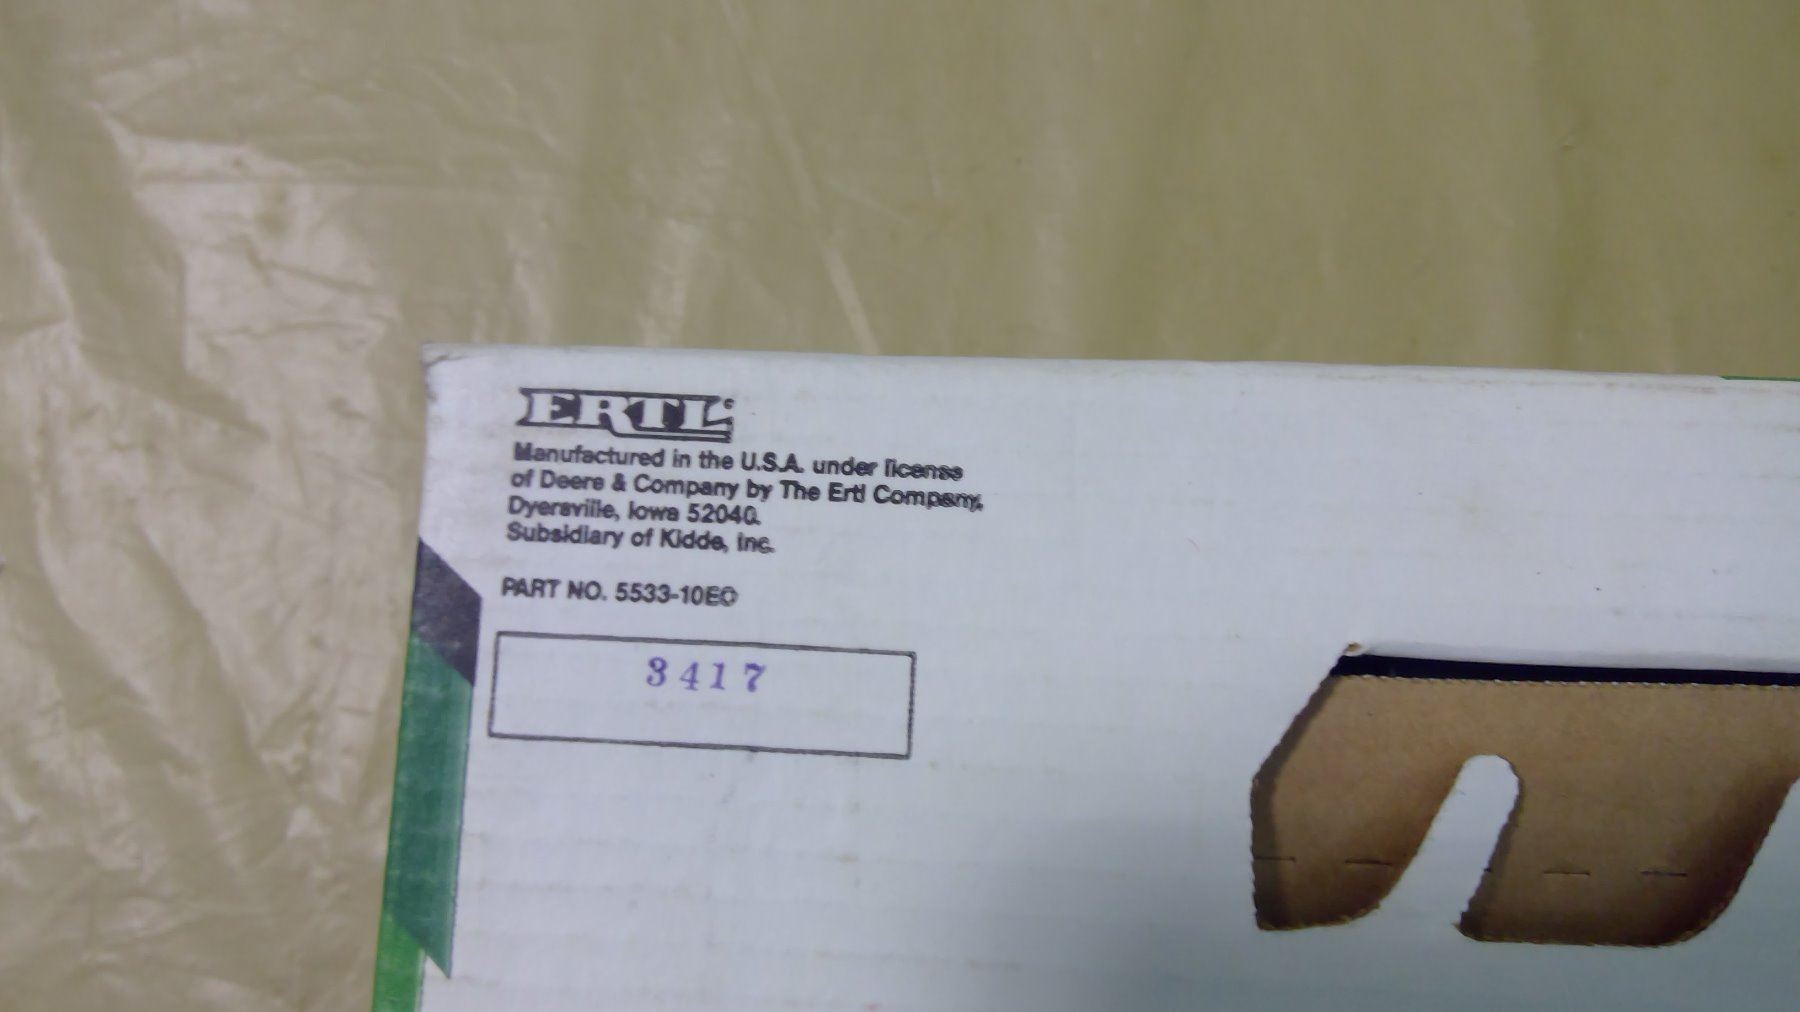 ERTL
Manufactured in the U.S.A. under license
of Deere & Company by The Ertl Company,
Dyersville, Iowa 52040.
Subsidiary of Kidde, Inc.
PART NO. 5533-10EO
3417